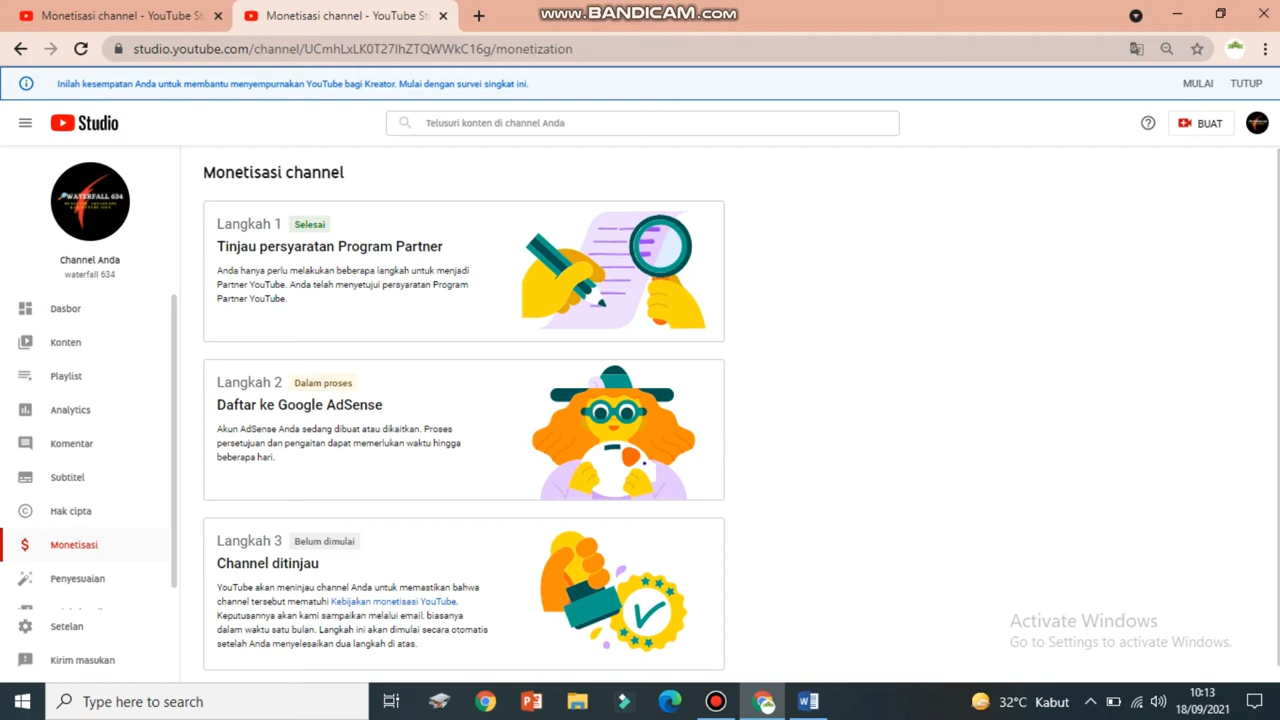 Monetisasi channel - YouTube St
Monetisasi channel - YouTube St
www.BANDICAM.com
studio.youtube.com/channel/UCmhLxLK0T27IhZTQWWkC16g/monetization
Inilah kesempatan Anda untuk membantu menyempurnakan YouTube bagi Kreator. Mulai dengan survei singkat ini.
MULAI
TUTUP
Studio
Telusuri konten di channel Anda
BUAT
WATERFALL 634
Channel Anda
waterfall 634
Dasbor
Konten
Playlist
Analytics
Komentar
Subtitel
Hak cipta
Monetisasi
Penyesuaian
Setelan
Kirim masukan
Monetisasi channel
Langkah 1 Selesai
Tinjau persyaratan Program Partner
Anda hanya perlu melakukan beberapa langkah untuk menjadi
Partner YouTube. Anda telah menyetujui persyaratan Program
Partner YouTube.
Langkah 2 Dalam proses
Daftar ke Google AdSense
Akun AdSense Anda sedang dibuat atau dikaitkan. Proses
persetujuan dan pengaitan dapat memerlukan waktu hingga
beberapa hari.
Langkah 3 Belum dimulai
Channel ditinjau
YouTube akan meninjau channel Anda untuk memastikan bahwa
channel tersebut mematuhi Kebijakan monetisasi YouTube.
Keputusannya akan kami sampaikan melalui email, biasanya
dalam waktu satu bulan. Langkah ini akan dimulai secara otomatis
setelah Anda menyelesaikan dua langkah di atas.
Activate Windows
Go to Settings to activate Windows.
Type here to search
32°C Kabut
10:13
18/09/2021